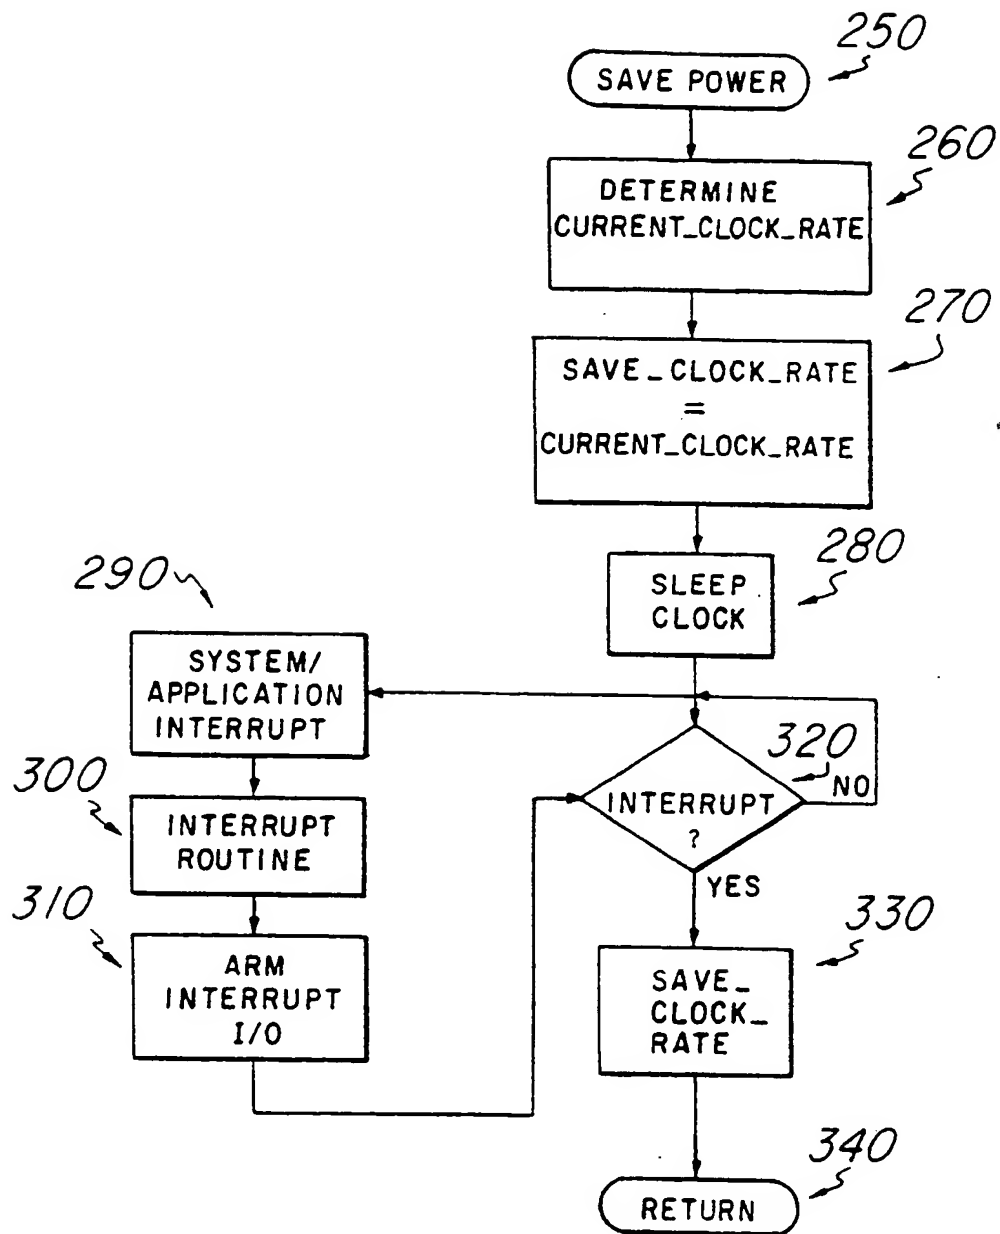 250
SAVE POWER
260
DETERMINE
CURRENT_CLOCK_RATE
270
SAVE_CLOCK_RATE
=
CURRENT_CLOCK_RATE
280
SLEEP
CLOCK
290
SYSTEM/
APPLICATION
INTERRUPT
300
INTERRUPT
ROUTINE
310
ARM
INTERRUPT
I/O
320
INTERRUPT
?
NO
YES
330
SAVE_
CLOCK_
RATE
340
RETURN